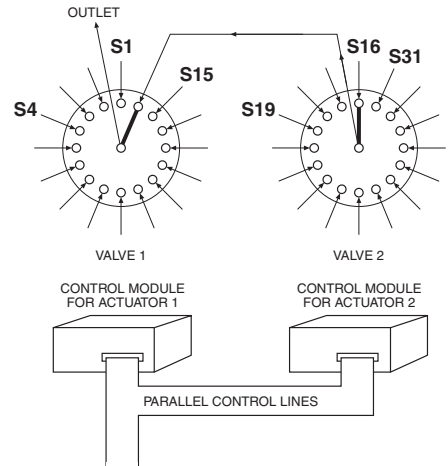 OUTLET
S1
S15
S4
S16
S31
S19
VALVE 1
VALVE 2
CONTROL MODULE
FOR ACTUATOR 1
CONTROL MODULE
FOR ACTUATOR 2
PARALLEL CONTROL LINES